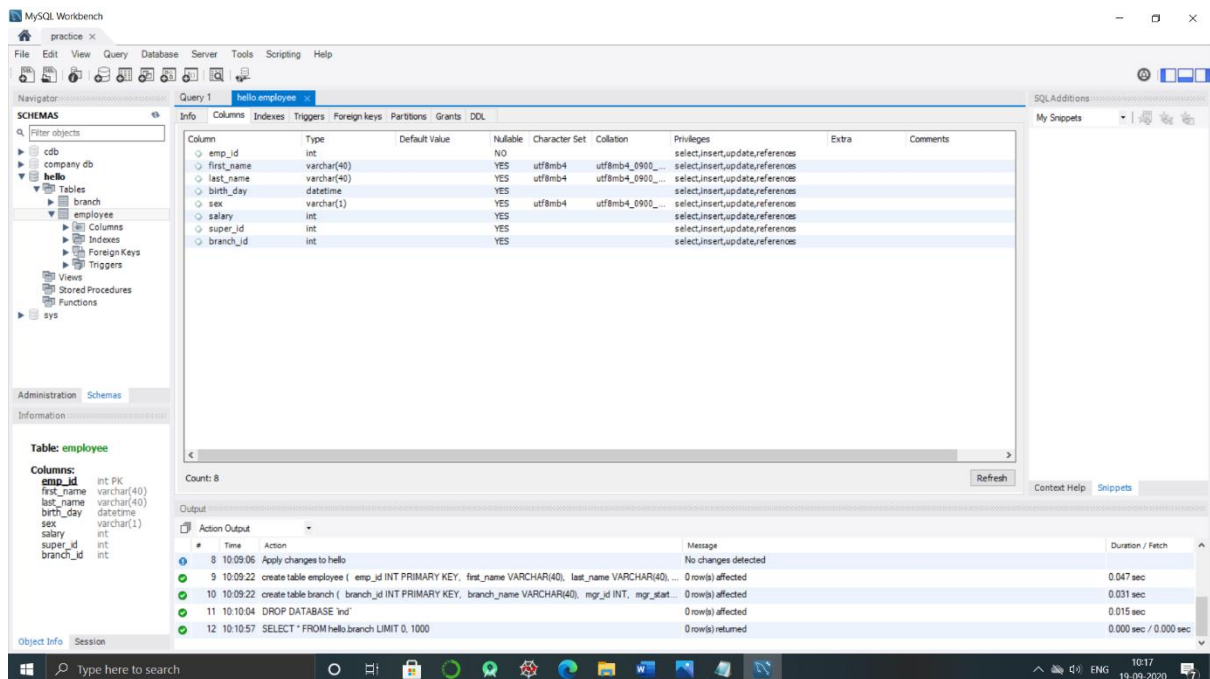 MySQL Workbench
practice ×
File Edit View Query Database Server Tools Scripting Help
Navigator
SCHEMAS
Filter objects
cdb
company db
hello
Tables
branch
employee
Columns
Indexes
Foreign Keys
Triggers
Views
Stored Procedures
Functions
sys
Administration Schemas
Information
Table: employee
Columns:
emp_id int PK
first_name varchar(40)
last_name varchar(40)
birth_day datetime
sex varchar(1)
salary int
super_id int
branch_id int
Object Info Session
Query 1 hello.employee ×
Info Columns Indexes Triggers Foreign keys Partitions Grants DDL
Column Type Default Value Nullable Character Set Collation Privileges Extra Comments
emp_id int NO select,insert,update,references
first_name varchar(40) YES utf8mb4 utf8mb4_0900_... select,insert,update,references
last_name varchar(40) YES utf8mb4 utf8mb4_0900_... select,insert,update,references
birth_day datetime YES select,insert,update,references
sex varchar(1) YES utf8mb4 utf8mb4_0900_... select,insert,update,references
salary int YES select,insert,update,references
super_id int YES select,insert,update,references
branch_id int YES select,insert,update,references
Count: 8 Refresh
SQLAdditions
My Snippets
Context Help Snippets
Output
Action Output
# Time Action Message Duration / Fetch
8 10:09:06 Apply changes to hello No changes detected
9 10:09:22 create table employee ( emp_id INT PRIMARY KEY, first_name VARCHAR(40), last_name VARCHAR(40), ... 0 row(s) affected 0.047 sec
10 10:09:22 create table branch ( branch_id INT PRIMARY KEY, branch_name VARCHAR(40), mgr_id INT, mgr_start... 0 row(s) affected 0.031 sec
11 10:10:04 DROP DATABASE `ind` 0 row(s) affected 0.015 sec
12 10:10:57 SELECT * FROM hello.branch LIMIT 0, 1000 0 row(s) returned 0.000 sec / 0.000 sec
Type here to search
ENG
10:17
19-09-2020